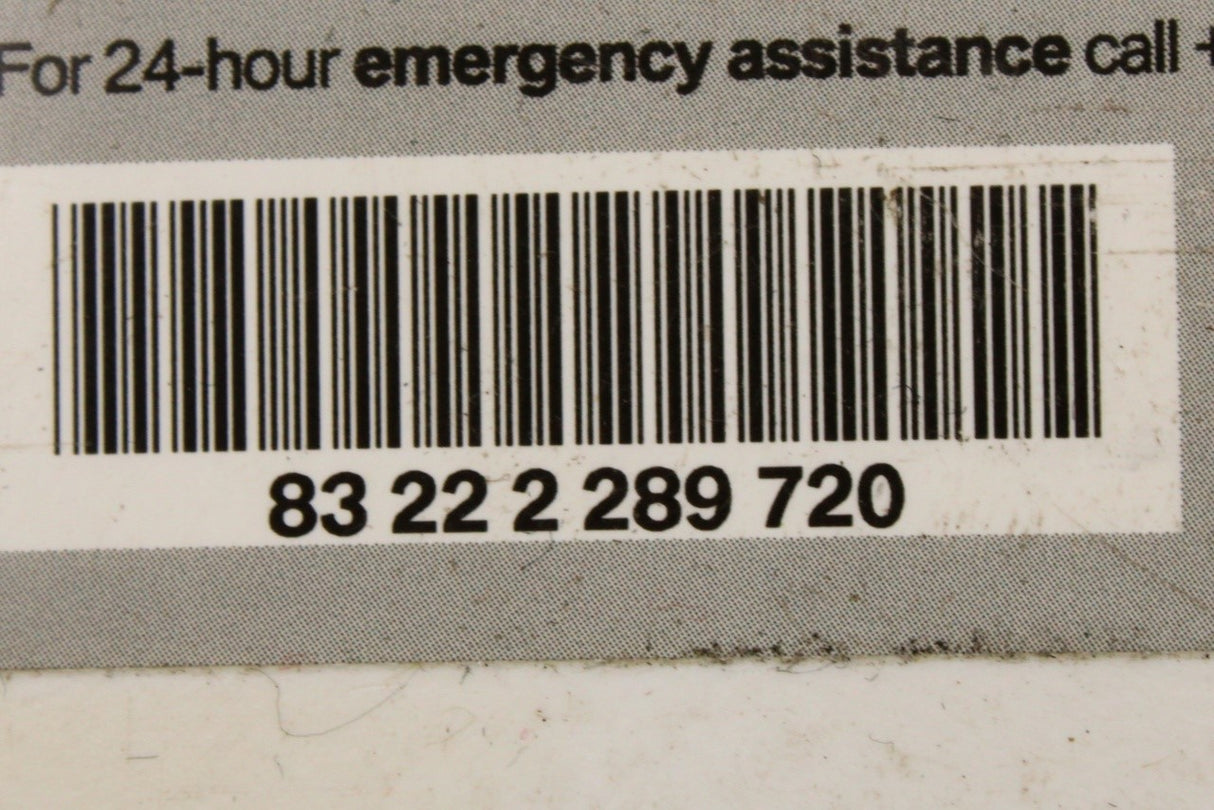 For 24-hour emergency assistance call +
83 22 2 289 720